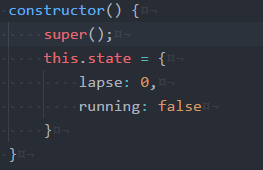 constructor() {¤¬
····super();¤¬
····this.state = {¤¬
········lapse: 0,¤¬
········running: false¤¬
····}¤¬
}¤¬